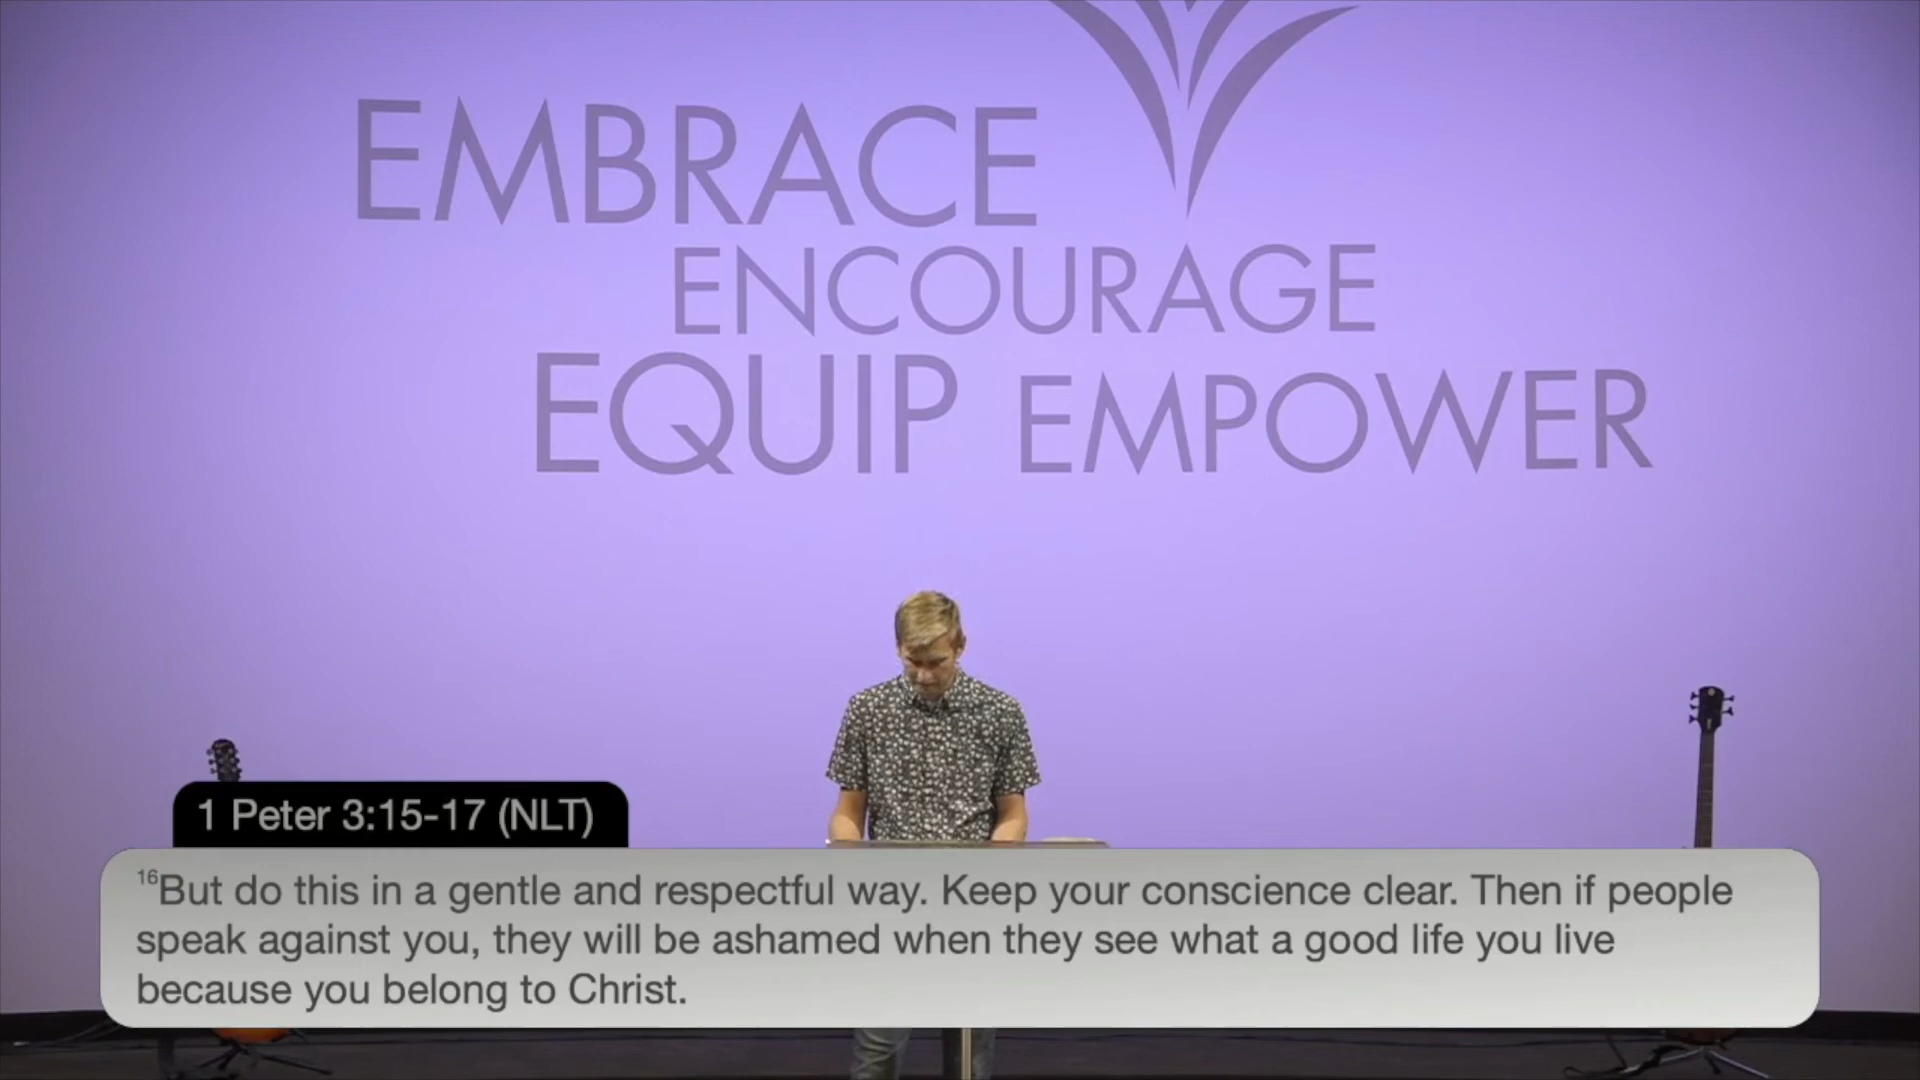 EMBRACE
ENCOURAGE
EQUIP EMPOWER
1 Peter 3:15-17 (NLT)
16But do this in a gentle and respectful way. Keep your conscience clear. Then if people
speak against you, they will be ashamed when they see what a good life you live
because you belong to Christ.